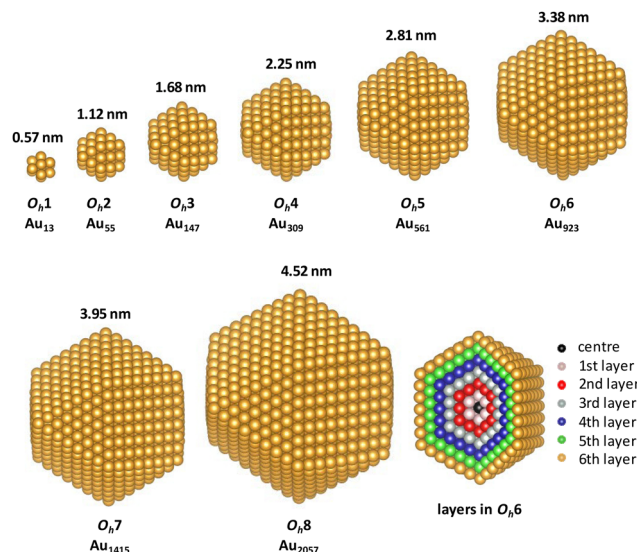 3.38 nm
2.81 nm
2.25 nm
1.68 nm
1.12 nm
0.57 nm
Oh1 Oh2 Oh3 Oh4 Oh5 Oh6
Au13 Au55 Au147 Au309 Au561 Au923
4.52 nm
3.95 nm
centre
1st layer
2nd layer
3rd layer
4th layer
5th layer
6th layer
layers in Oh6
Oh7 Oh8
Au1415 Au2057